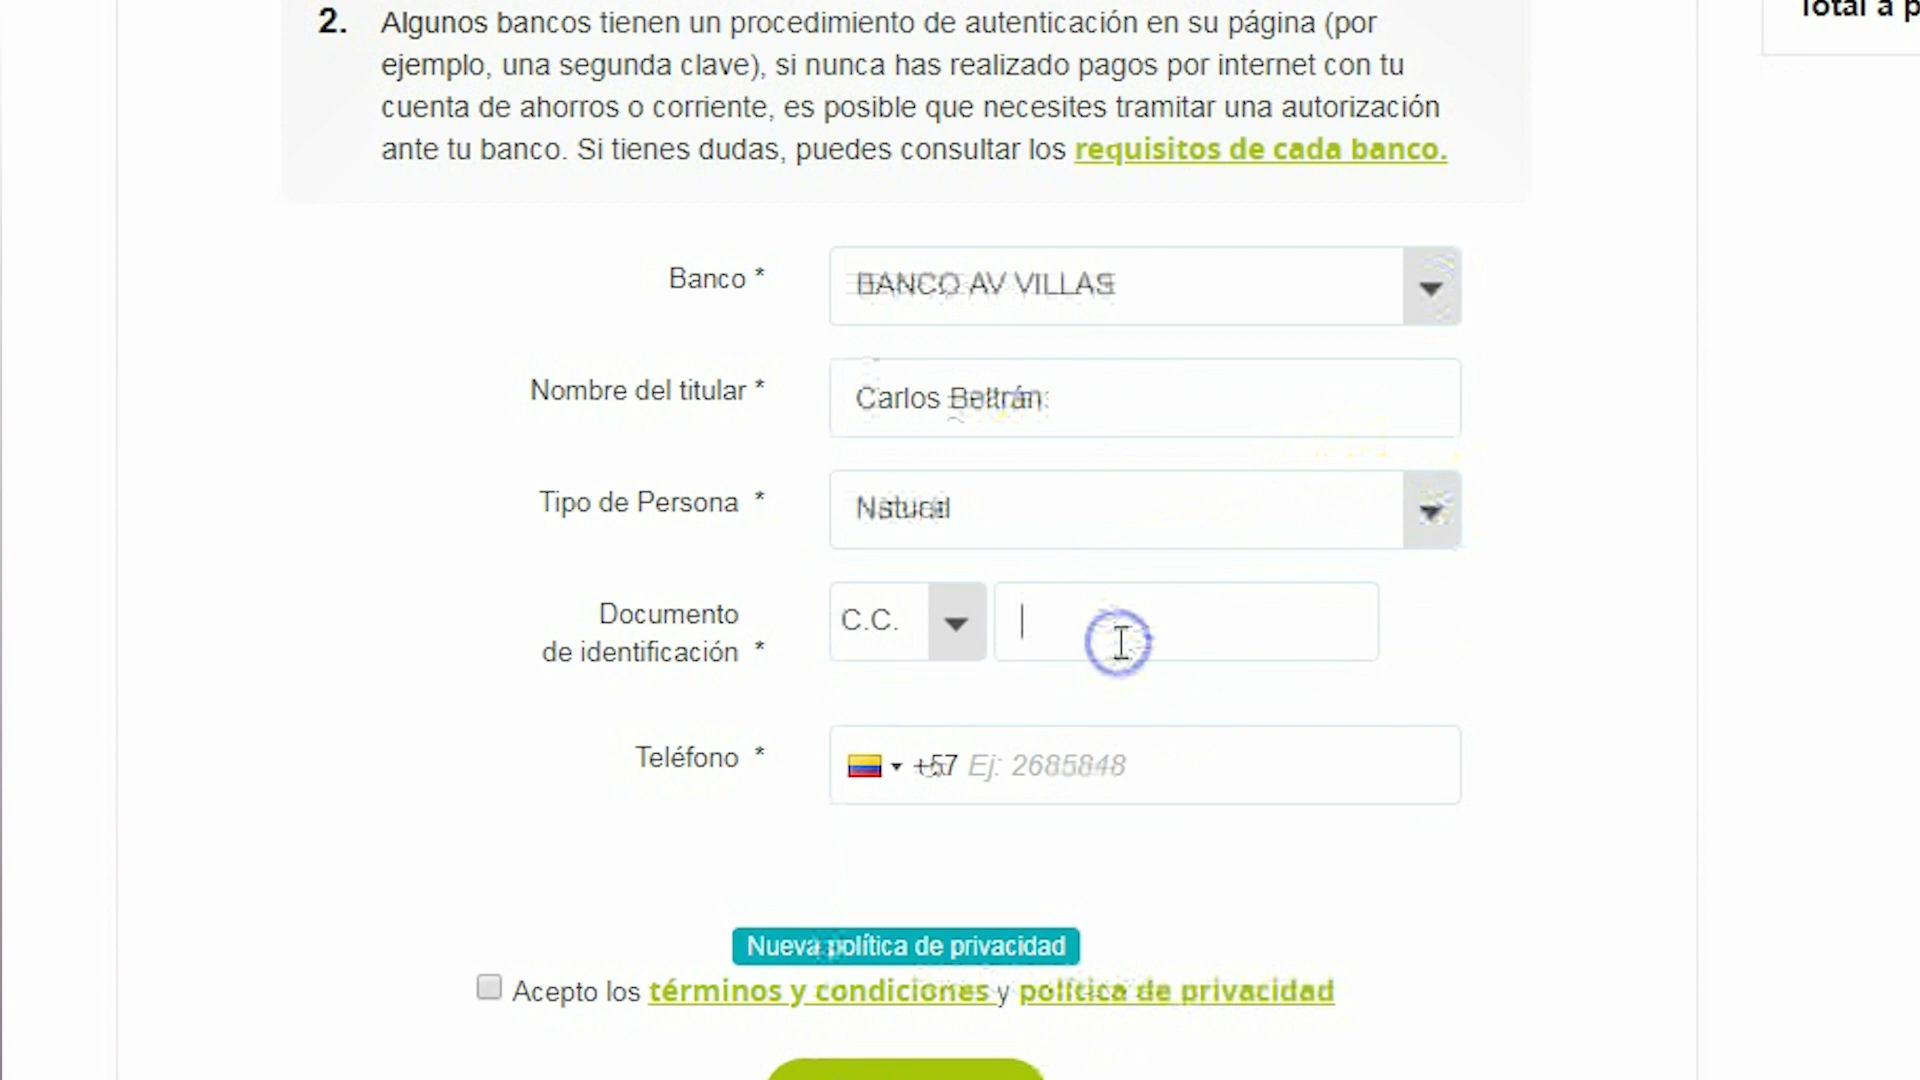 Total a
2. Algunos bancos tienen un procedimiento de autenticación en su página (por
ejemplo, una segunda clave), si nunca has realizado pagos por internet con tu
cuenta de ahorros o corriente, es posible que necesites tramitar una autorización
ante tu banco. Si tienes dudas, puedes consultar los requisitos de cada banco.
Banco * BANCO AV VILLAS
Nombre del titular * Carlos Beltrán
Tipo de Persona * Natural
Documento
de identificación * C.C.
Teléfono * +57 Ej: 2685848
Nueva política de privacidad
Acepto los términos y condiciones y política de privacidad